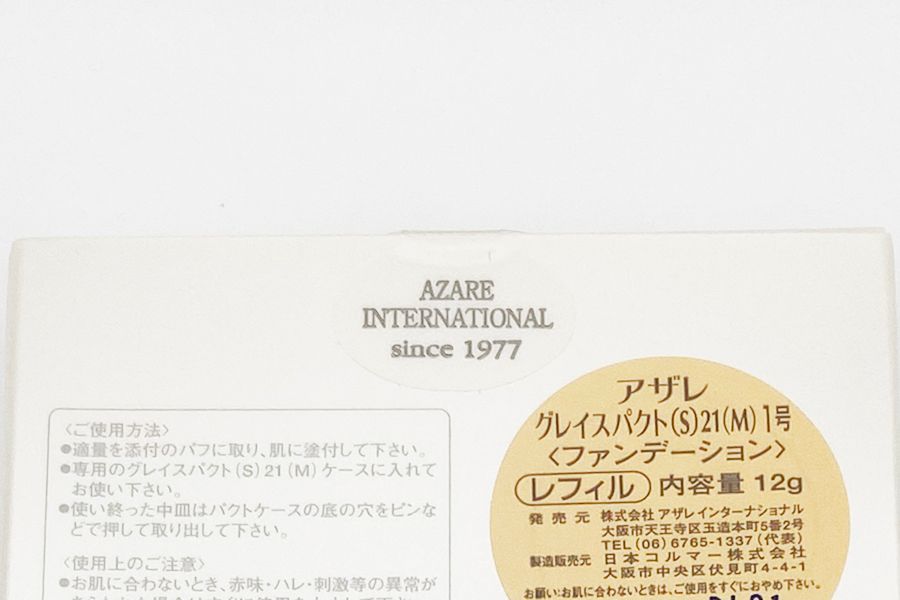 AZARE
INTERNATIONAL
since 1977
〈ご使用方法〉
●適量を添付のパフに取り、肌に塗付して下さい。
●専用のグレイスパクト(S)21(M)ケースに入れて
お使い下さい。
●使い終った中皿はパクトケースの底の穴をピンな
どで押して取り出して下さい。
〈使用上のご注意〉
●お肌に合わないとき、赤味・ハレ・刺激等の異常が
アザレ
グレイスパクト(S)21(M)1号
〈ファンデーション〉
レフィル 内容量 12g
発売元 株式会社 アザレインターナショナル
大阪市天王寺区玉造本町5番2号
TEL(06)6765-1337(代表)
製造販売元 日本コルマー株式会社
大阪市中央区伏見町4-4-1
お願い:お肌に合わないときは、ご使用をすぐにおやめ下さい。